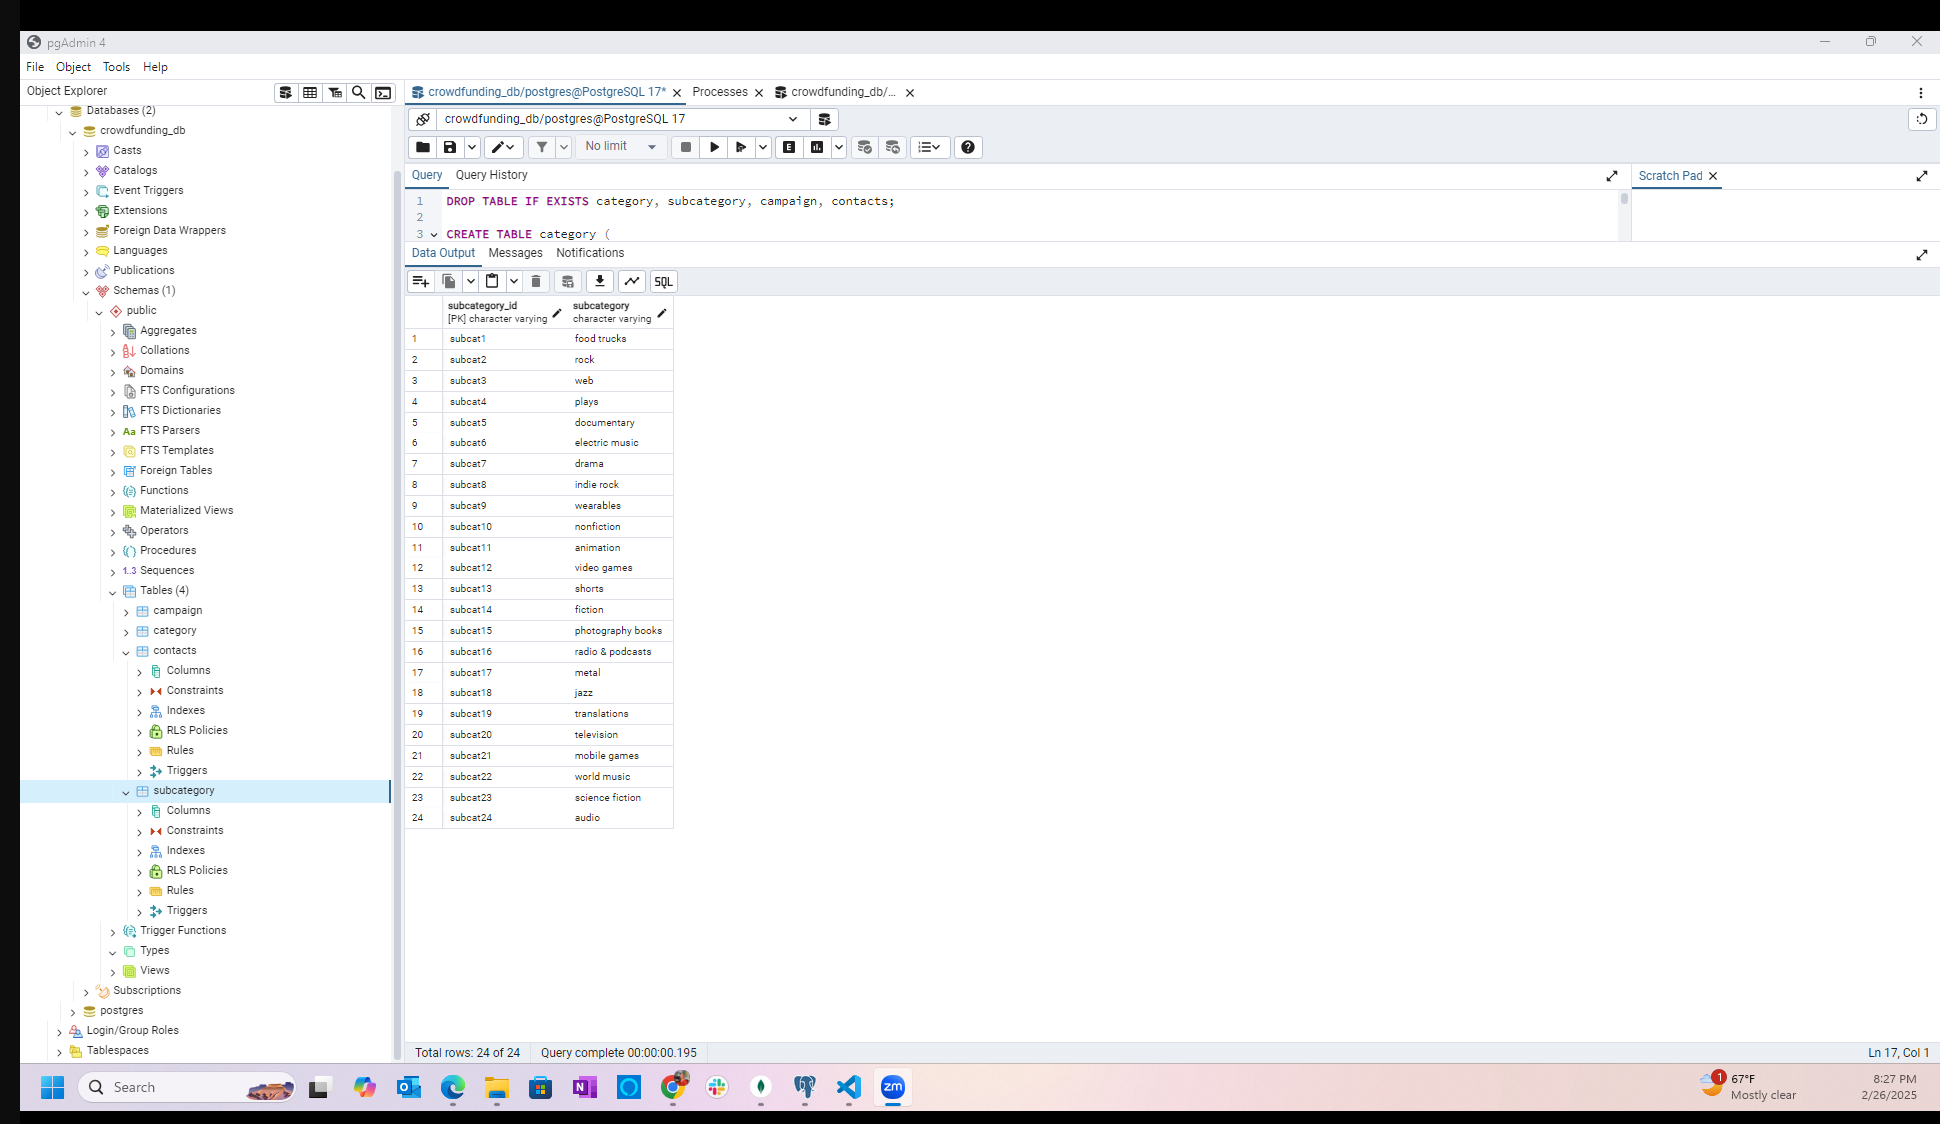 pgAdmin 4
File Object Tools Help
Object Explorer
Databases (2)
crowdfunding_db
Casts
Catalogs
Event Triggers
Extensions
Foreign Data Wrappers
Languages
Publications
Schemas (1)
public
Aggregates
Collations
Domains
FTS Configurations
FTS Dictionaries
Aa FTS Parsers
FTS Templates
Foreign Tables
Functions
Materialized Views
Operators
Procedures
1..3 Sequences
Tables (4)
campaign
category
contacts
Columns
Constraints
Indexes
RLS Policies
Rules
Triggers
subcategory
Columns
Constraints
Indexes
RLS Policies
Rules
Triggers
Trigger Functions
Types
Views
Subscriptions
postgres
Login/Group Roles
Tablespaces
crowdfunding_db/postgres@PostgreSQL 17* Processes crowdfunding_db/...
crowdfunding_db/postgres@PostgreSQL 17
No limit E
Query Query History
Scratch Pad
1 DROP TABLE IF EXISTS category, subcategory, campaign, contacts;
2
3 CREATE TABLE category (
Data Output Messages Notifications
SQL
subcategory_id subcategory
[PK] character varying character varying
1 subcat1 food trucks
2 subcat2 rock
3 subcat3 web
4 subcat4 plays
5 subcat5 documentary
6 subcat6 electric music
7 subcat7 drama
8 subcat8 indie rock
9 subcat9 wearables
10 subcat10 nonfiction
11 subcat11 animation
12 subcat12 video games
13 subcat13 shorts
14 subcat14 fiction
15 subcat15 photography books
16 subcat16 radio & podcasts
17 subcat17 metal
18 subcat18 jazz
19 subcat19 translations
20 subcat20 television
21 subcat21 mobile games
22 subcat22 world music
23 subcat23 science fiction
24 subcat24 audio
Total rows: 24 of 24 Query complete 00:00:00.195 Ln 17, Col 1
Search
zm
1 67°F
Mostly clear
8:27 PM
2/26/2025